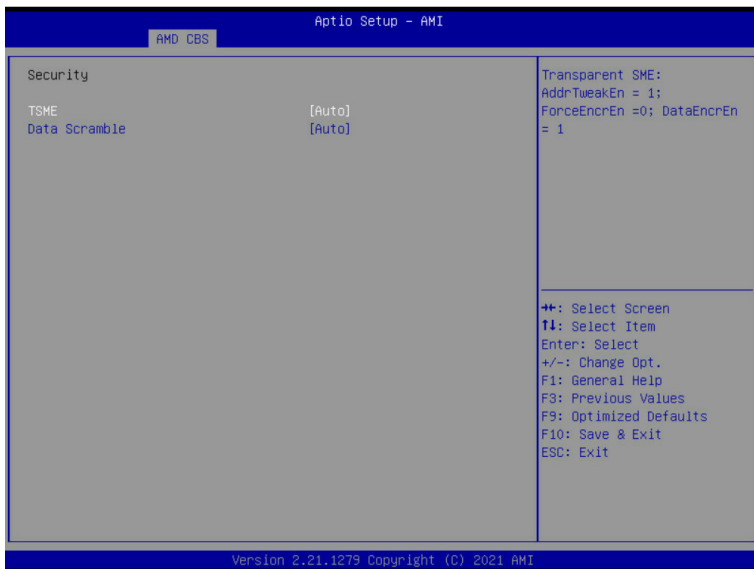 Aptio Setup – AMI
AMD CBS
Security
TSME [Auto]
Data Scramble [Auto]
Transparent SME:
AddrTweakEn = 1;
ForceEncrEn =0; DataEncrEn
= 1
→←: Select Screen
↑↓: Select Item
Enter: Select
+/-: Change Opt.
F1: General Help
F3: Previous Values
F9: Optimized Defaults
F10: Save & Exit
ESC: Exit
Version 2.21.1279 Copyright (C) 2021 AMI